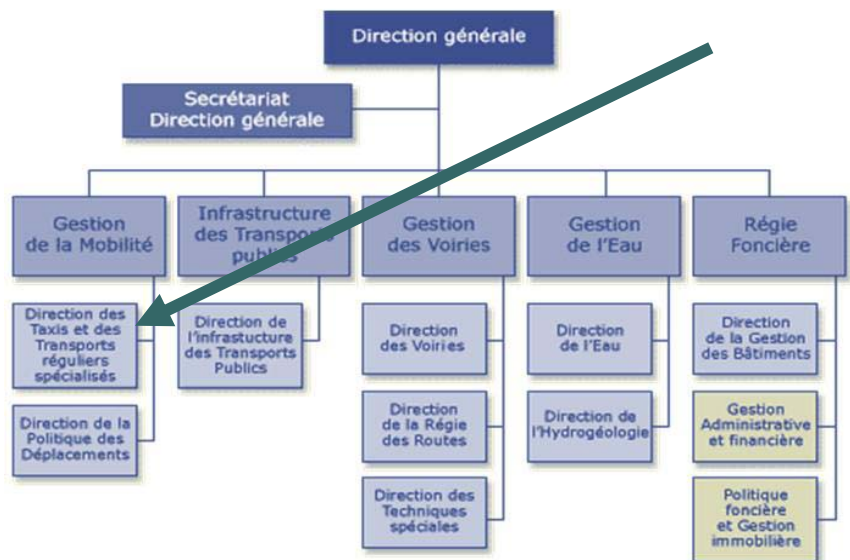 Direction générale
Secrétariat
Direction générale
Gestion
de la Mobilité
Infrastructure
des Transports
publics
Gestion
des Voiries
Gestion
de l'Eau
Régie
Foncière
Direction des
Taxis et des
Transports
réguliers
spécialisés
Direction de la
Politique des
Déplacements
Direction de
l'infrastucture
des Transports
Publics
Direction
des Voiries
Direction
de la Régie
des Routes
Direction des
Techniques
spéciales
Direction
de l'Eau
Direction de
l'Hydrogéologie
Direction
de la Gestion
des Bâtiments
Gestion
Administrative
et financière
Politique
foncière
et Gestion
immobilière